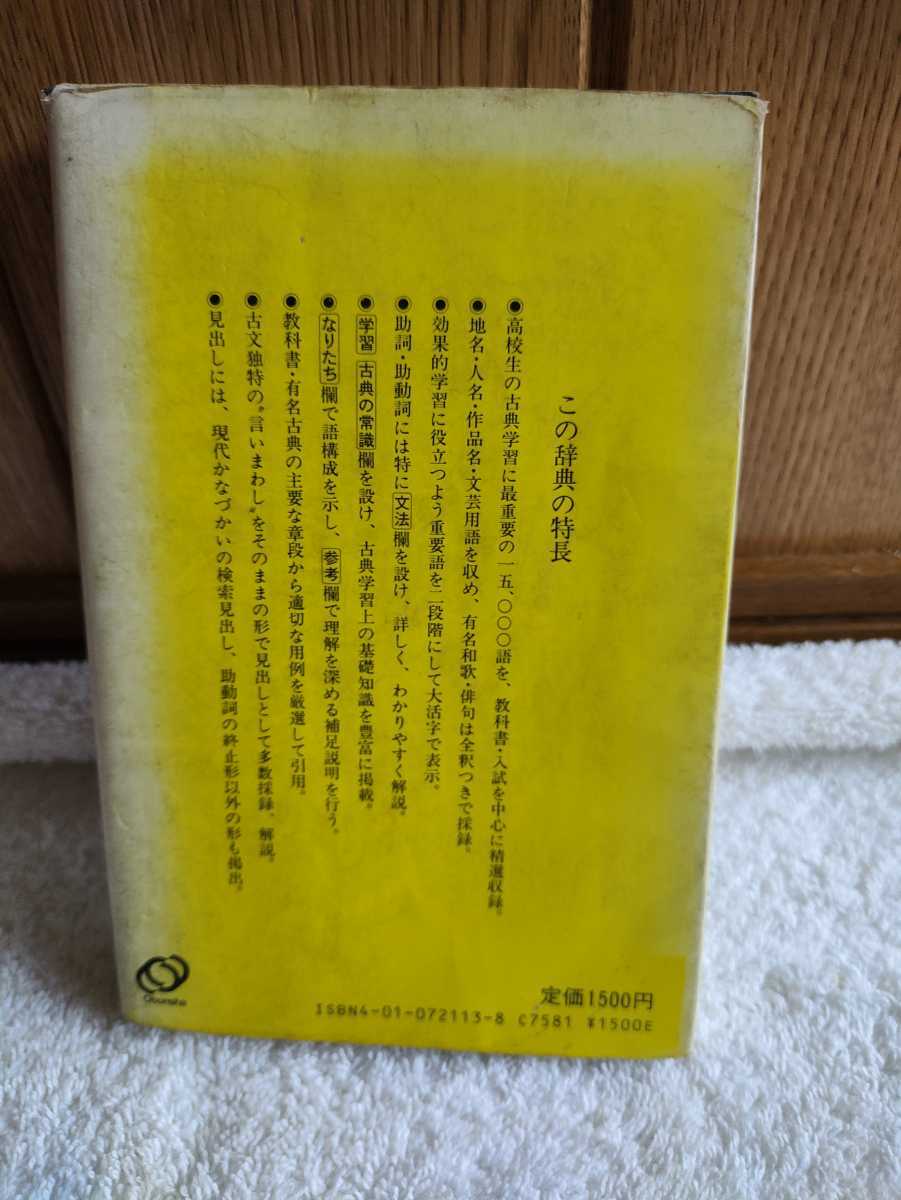 この辞典の特長
◉高校生の古典学習に最重要の一五、〇〇〇語を、教科書・入試を中心に精選収録。
◉地名・人名・作品名・文芸用語を収め、有名和歌・俳句は全釈つきで採録。
◉効果的学習に役立つよう重要語を二段階にして大活字で表示。
◉助詞・助動詞には特に文法欄を設け、詳しく、わかりやすく解説。
◉学習 古典の常識欄を設け、古典学習上の基礎知識を豊富に掲載。
◉なりたち欄で語構成を示し、参考欄で理解を深める補足説明を行う。
◉教科書・有名古典の主要な章段から適切な用例を厳選して引用。
◉古文独特の〝言いまわし〟をそのままの形で見出しとして多数採録、解説。
◉見出しには、現代かなづかいの検索見出し、助動詞の終止形以外の形も掲出。
Obunsha
定価1500円
ISBN4-01-072113-8 C7581 ¥1500E